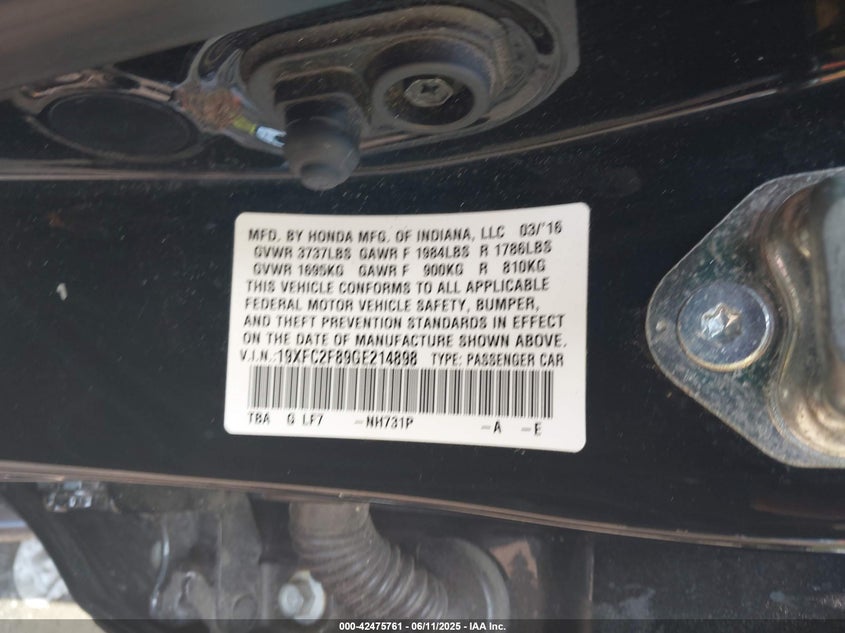 MFD. BY HONDA MFG. OF INDIANA, LLC 03/'16
GVWR 3737LBS GAWR F 1984LBS R 1786LBS
GVWR 1695KG GAWR F 900KG R 810KG
THIS VEHICLE CONFORMS TO ALL APPLICABLE
FEDERAL MOTOR VEHICLE SAFETY, BUMPER,
AND THEFT PREVENTION STANDARDS IN EFFECT
ON THE DATE OF MANUFACTURE SHOWN ABOVE.
V.I.N.:19XFC2F89GE214898 TYPE: PASSENGER CAR
TBA G LF7 -NH731P -A -E
000-42475761 - 06/11/2025 - IAA Inc.